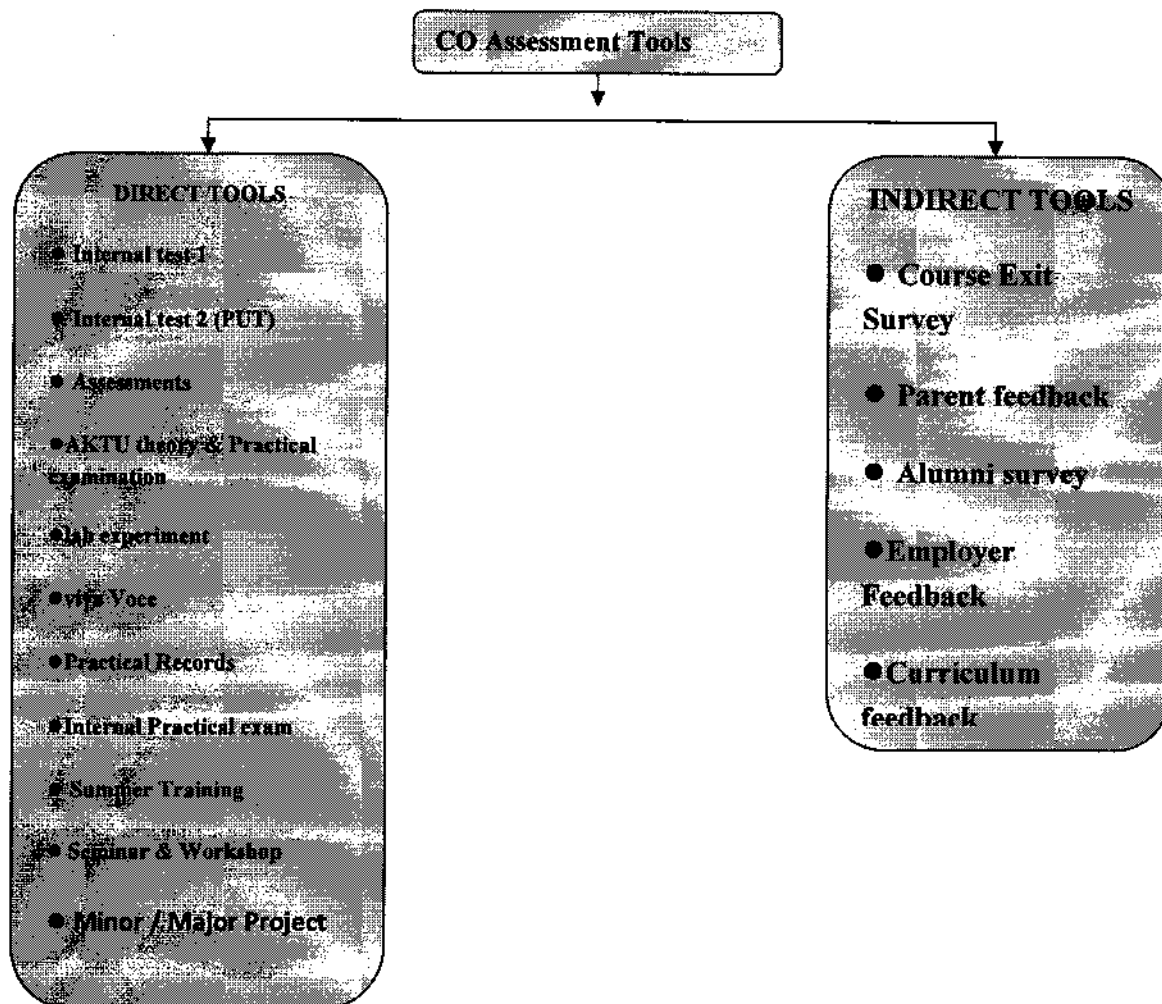 CO Assessment Tools
DIRECT TOOLS
● Internal test-1
● Internal test 2 (PUT)
● Assessments
●AKTU theory & Practical
examination
●lab experiment
●viva Voce
●Practical Records
●Internal Practical exam
● Summer Training
● Seminar & Workshop
● Minor / Major Project
INDIRECT TOOLS
● Course Exit
Survey
● Parent feedback
● Alumni survey
●Employer
Feedback
●Curriculum
feedback